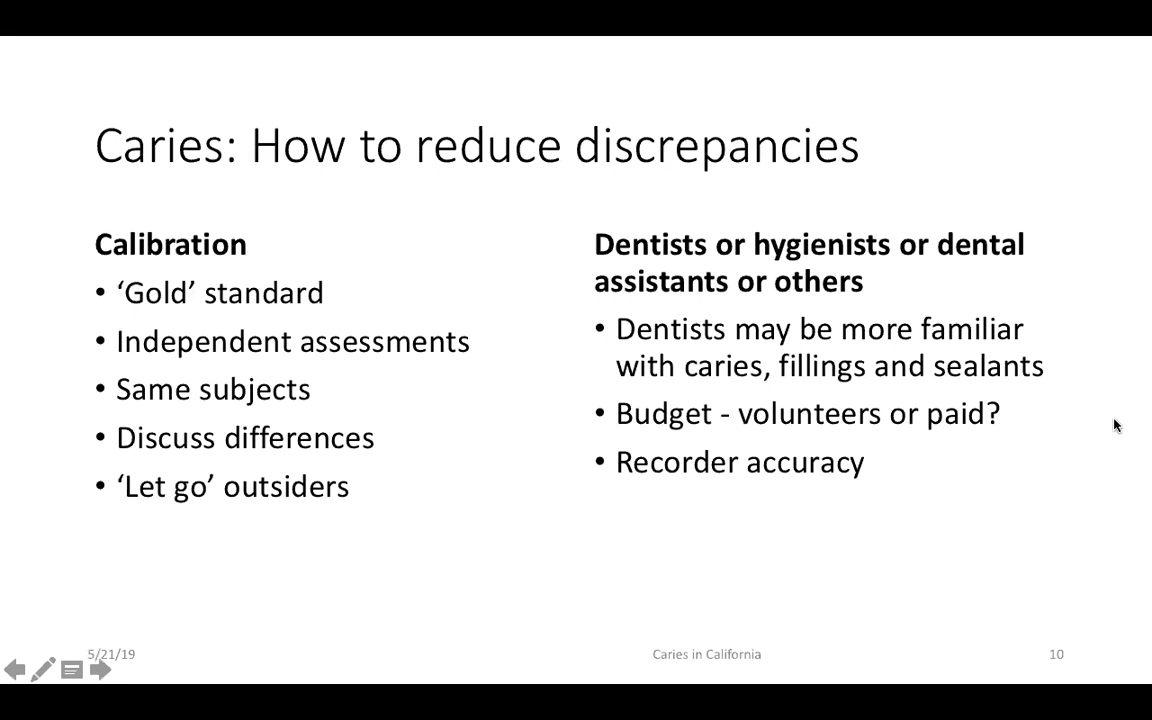 Caries: How to reduce discrepancies
Calibration
• ‘Gold’ standard
• Independent assessments
• Same subjects
• Discuss differences
• ‘Let go’ outsiders
Dentists or hygienists or dental
assistants or others
• Dentists may be more familiar
with caries, fillings and sealants
• Budget - volunteers or paid?
• Recorder accuracy
5/21/19
Caries in California
10